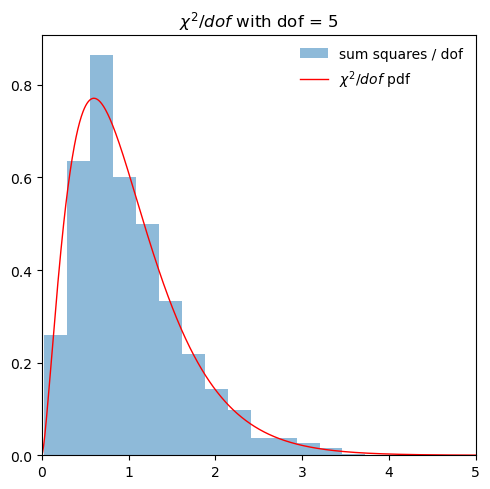 χ²/dof with dof = 5
sum squares / dof
χ²/dof pdf
0.8
0.6
0.4
0.2
0.0
0 1 2 3 4 5